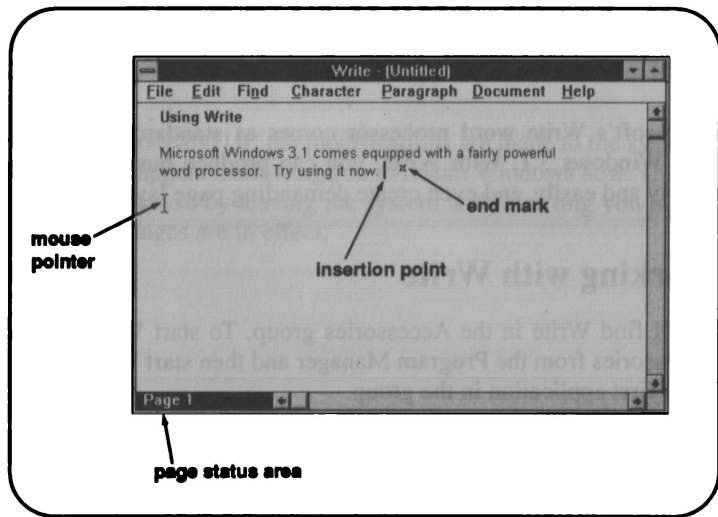 Write - (Untitled)
File Edit Find Character Paragraph Document Help
Using Write
Microsoft Windows 3.1 comes equipped with a fairly powerful
word processor. Try using it now.
end mark
mouse
pointer
insertion point
Page 1
page status area